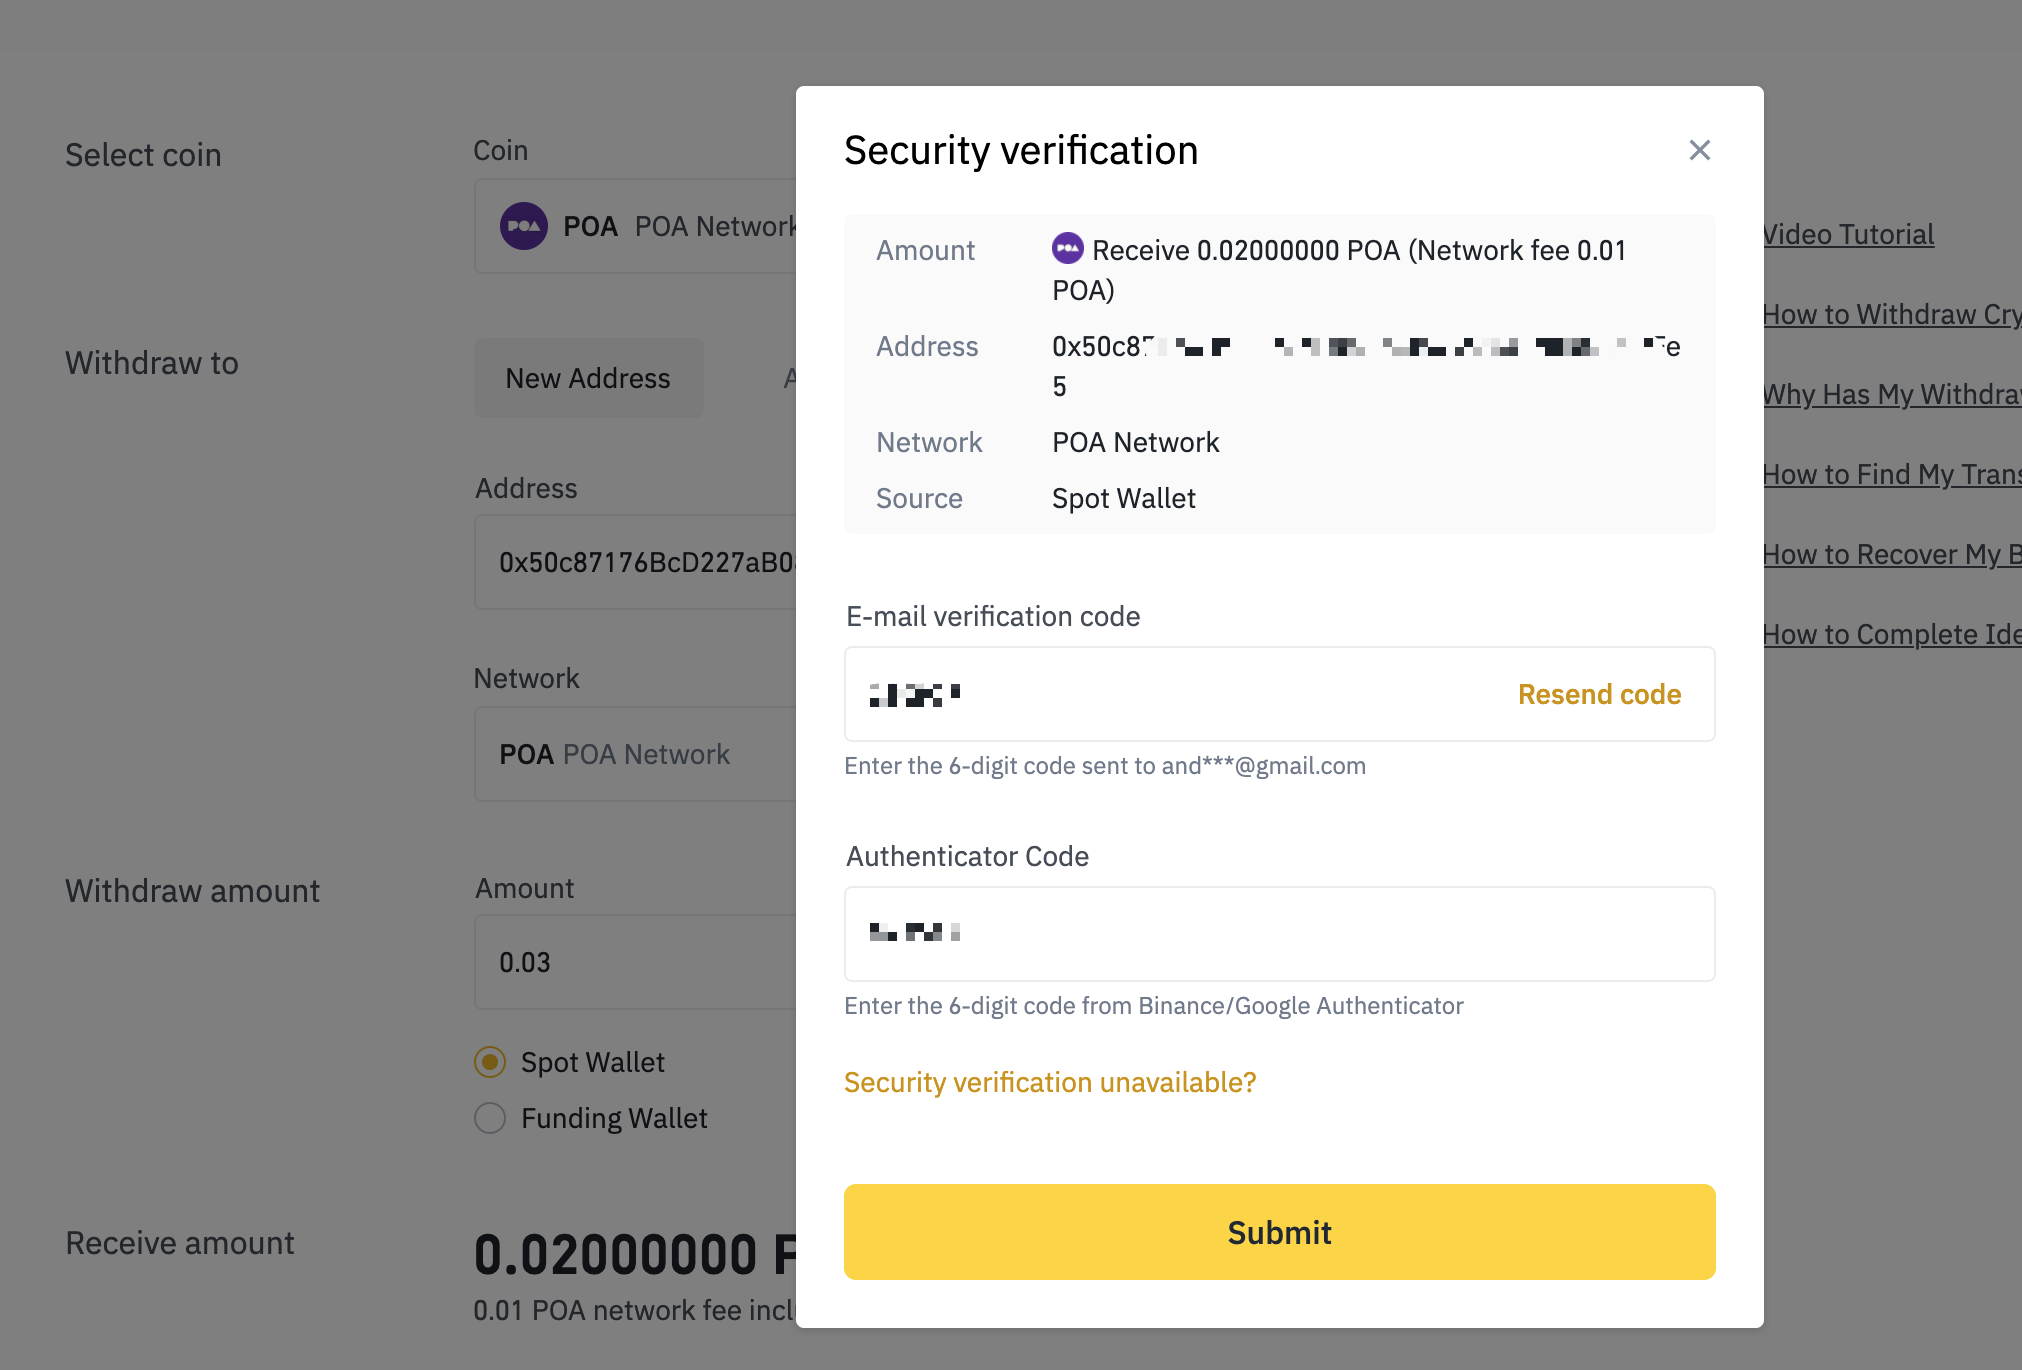 Select coin
Coin
POA POA Network
Withdraw to
New Address
Address
0x50c87176BcD227aB0
Network
POA POA Network
Withdraw amount
Amount
0.03
Spot Wallet
Funding Wallet
Receive amount
0.02000000 P
0.01 POA network fee incl
Security verification
Amount
Receive 0.02000000 POA (Network fee 0.01
POA)
Address
0x50c87 e
5
Network
POA Network
Source
Spot Wallet
E-mail verification code
Resend code
Enter the 6-digit code sent to and***@gmail.com
Authenticator Code
Enter the 6-digit code from Binance/Google Authenticator
Security verification unavailable?
Submit
Video Tutorial
How to Withdraw Cry
Why Has My Withdra
How to Find My Trans
How to Recover My B
How to Complete Ide